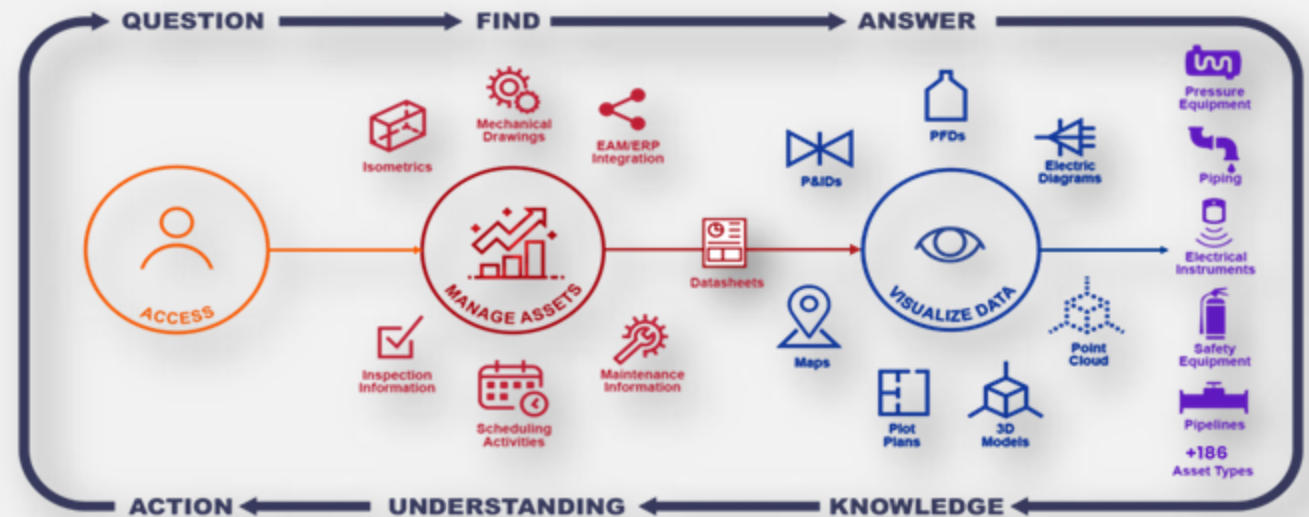 QUESTION
FIND
ANSWER
Isometrics
Mechanical
Drawings
EAM/ERP
Integration
P&IDs
PFDs
Electric
Diagrams
Pressure
Equipment
Piping
Electrical
Instruments
Safety
Equipment
Pipelines
+186
Asset Types
ACCESS
MANAGE ASSETS
Datasheets
VISUALIZE DATA
Inspection
Information
Scheduling
Activities
Maintenance
Information
Maps
Plot
Plans
3D
Models
Point
Cloud
ACTION
UNDERSTANDING
KNOWLEDGE